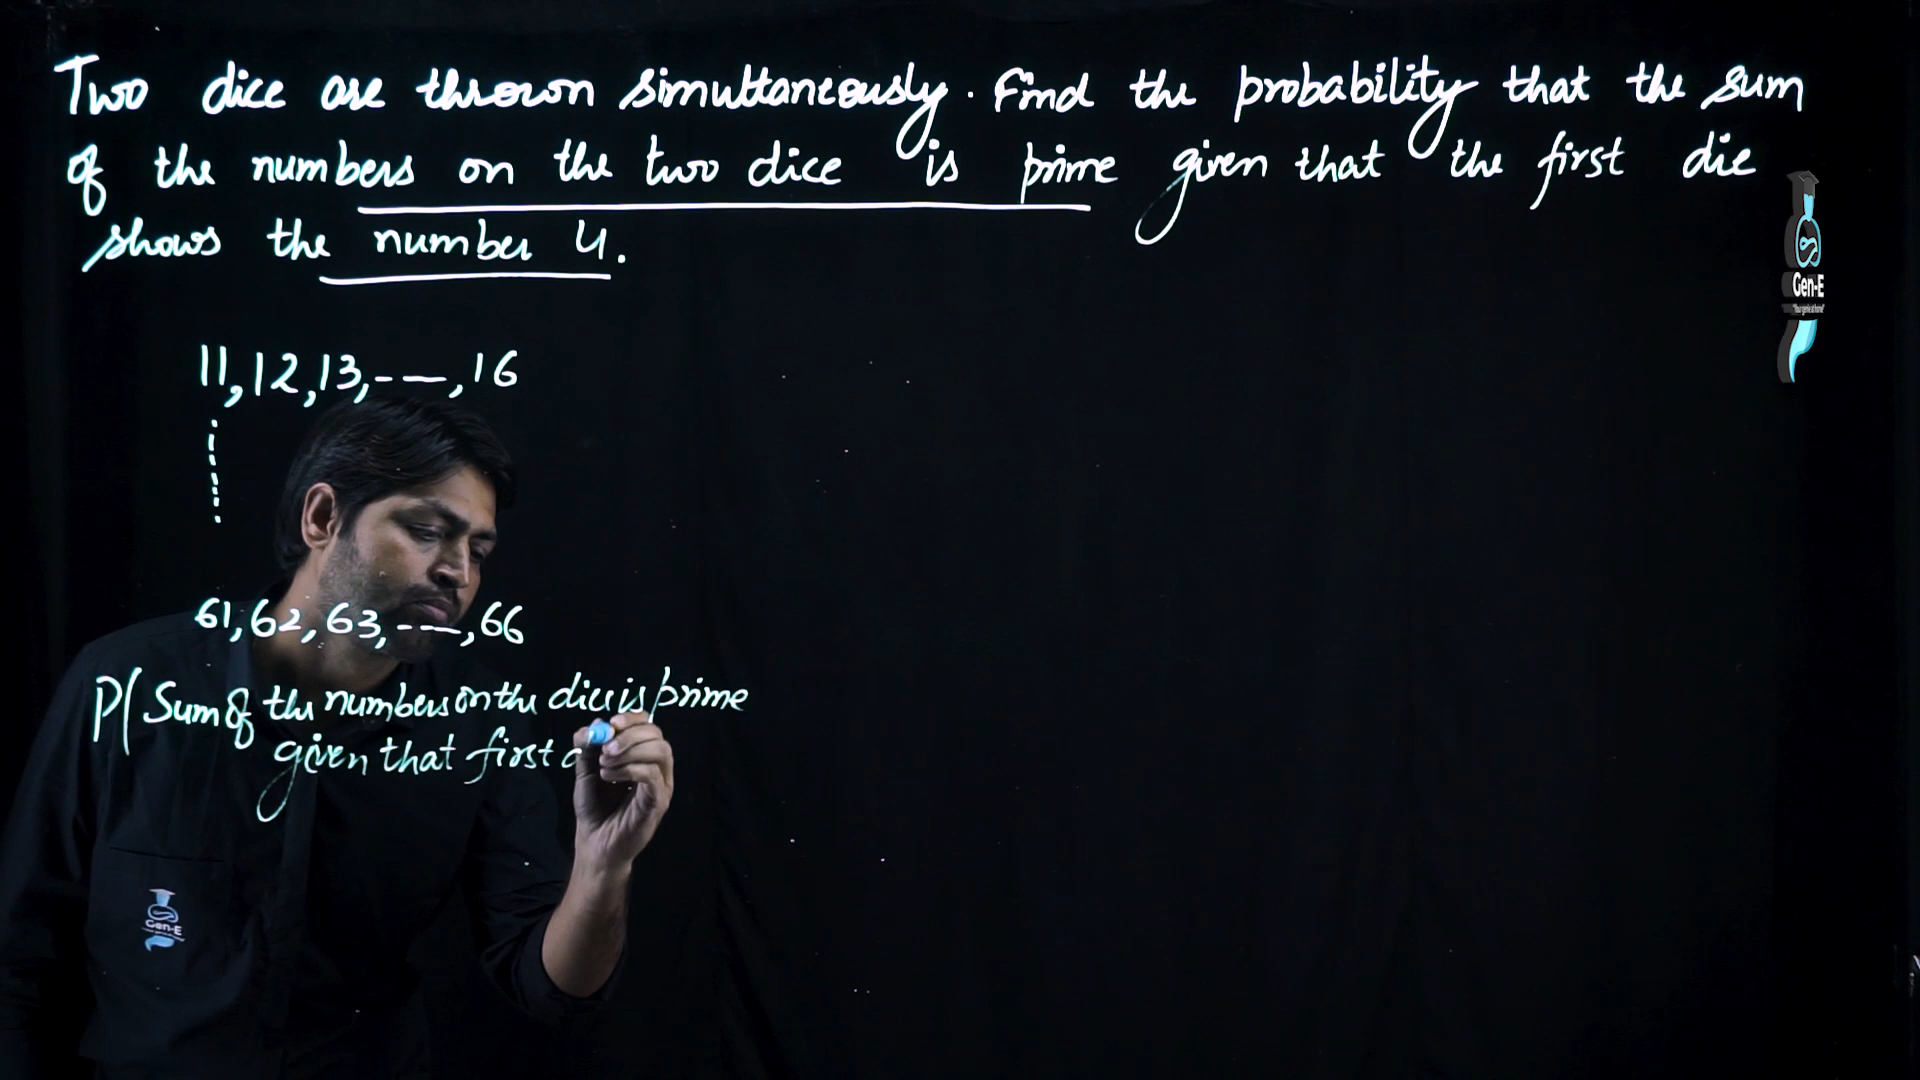 Two dice are thrown simultaneously. Find the probability that the sum
of the numbers on the two dice is prime given that the first die
shows the number 4.
Gen-E
11, 12, 13, - —, 16
61, 62, 63, - —, 66
P( Sum of the numbers on the dice is prime
given that first d
Gen-E